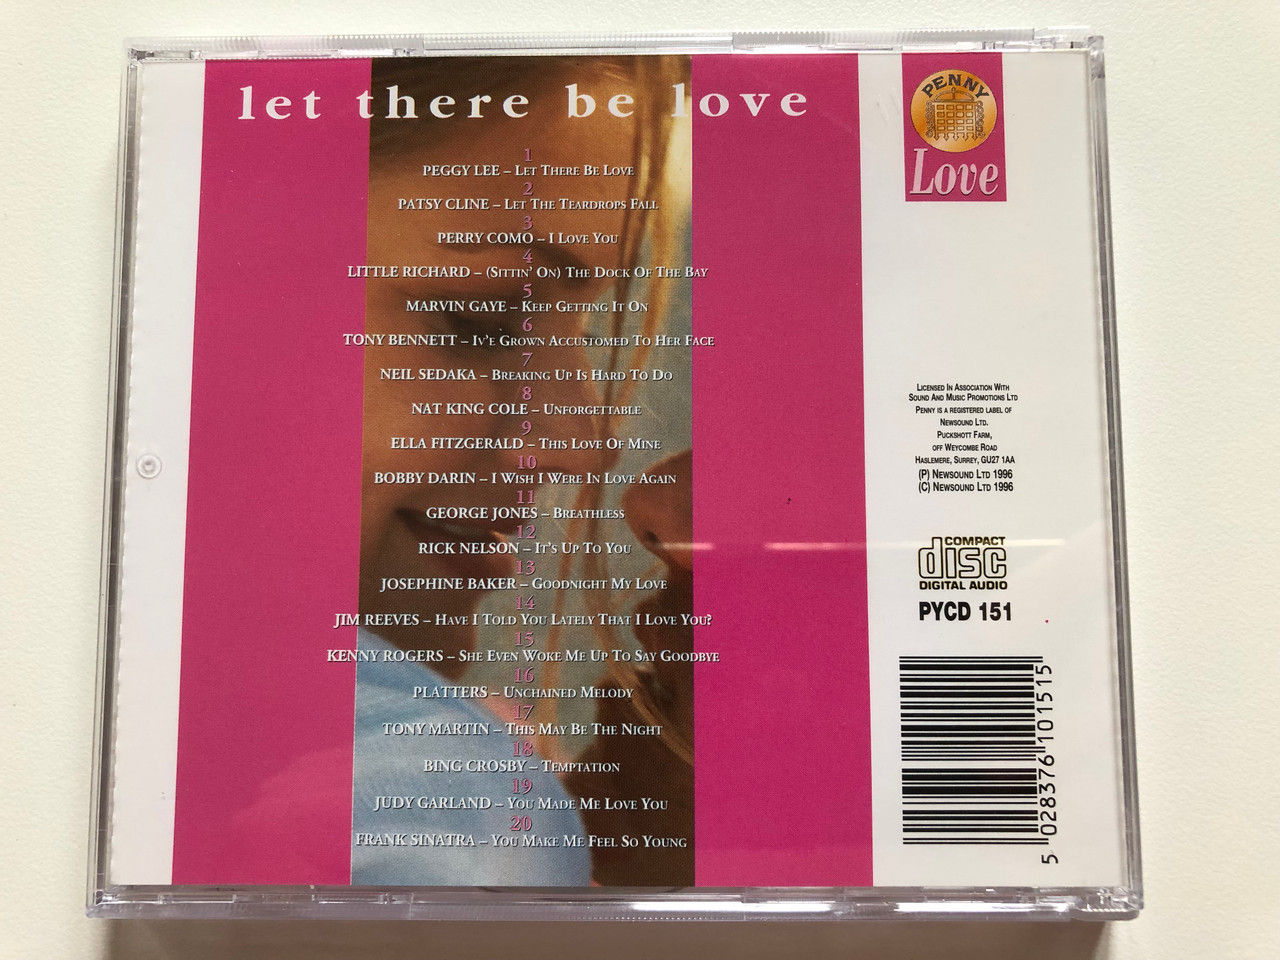 let there be love
1
PEGGY LEE – LET THERE BE LOVE
2
PATSY CLINE – LET THE TEARDROPS FALL
3
PERRY COMO – I LOVE YOU
4
LITTLE RICHARD – (SITTIN' ON) THE DOCK OF THE BAY
5
MARVIN GAYE – KEEP GETTING IT ON
6
TONY BENNETT – IV'E GROWN ACCUSTOMED TO HER FACE
7
NEIL SEDAKA – BREAKING UP IS HARD TO DO
8
NAT KING COLE – UNFORGETTABLE
9
ELLA FITZGERALD – THIS LOVE OF MINE
10
BOBBY DARIN – I WISH I WERE IN LOVE AGAIN
11
GEORGE JONES – BREATHLESS
12
RICK NELSON – IT'S UP TO YOU
13
JOSEPHINE BAKER – GOODNIGHT MY LOVE
14
JIM REEVES – HAVE I TOLD YOU LATELY THAT I LOVE YOU?
15
KENNY ROGERS – SHE EVEN WOKE ME UP TO SAY GOODBYE
16
PLATTERS – UNCHAINED MELODY
17
TONY MARTIN – THIS MAY BE THE NIGHT
18
BING CROSBY – TEMPTATION
19
JUDY GARLAND – YOU MADE ME LOVE YOU
20
FRANK SINATRA – YOU MAKE ME FEEL SO YOUNG
PENNY
Love
LICENSED IN ASSOCIATION WITH
SOUND AND MUSIC PROMOTIONS LTD
PENNY IS A REGISTERED LABEL OF
NEWSOUND LTD.
PUCKSHOTT FARM,
OFF WEYCOMBE ROAD
HASLEMERE, SURREY, GU27 1AA
(P) NEWSOUND LTD 1996
(C) NEWSOUND LTD 1996
COMPACT
disc
DIGITAL AUDIO
PYCD 151
5 028376 101515